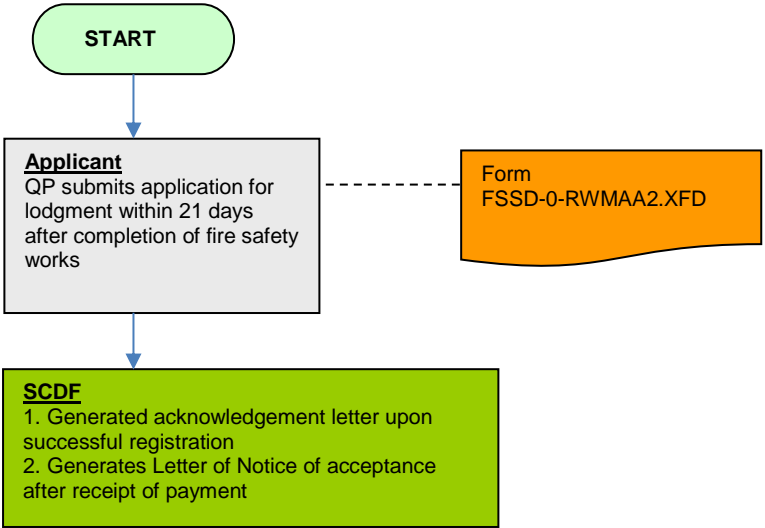 START
Applicant
QP submits application for
lodgment within 21 days
after completion of fire safety
works
Form
FSSD-0-RWMAA2.XFD
SCDF
1. Generated acknowledgement letter upon
successful registration
2. Generates Letter of Notice of acceptance
after receipt of payment